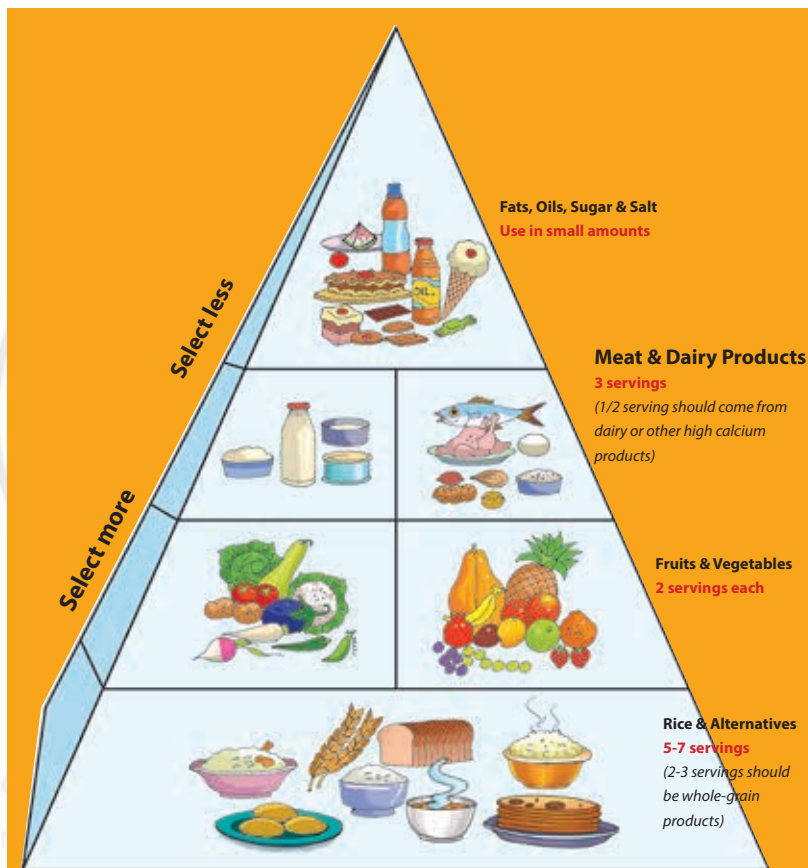 Fats, Oils, Sugar & Salt
Use in small amounts
Select less
Meat & Dairy Products
3 servings
(1/2 serving should come from
dairy or other high calcium
products)
OIL
Select more
Fruits & Vegetables
2 servings each
Rice & Alternatives
5-7 servings
(2-3 servings should
be whole-grain
products)